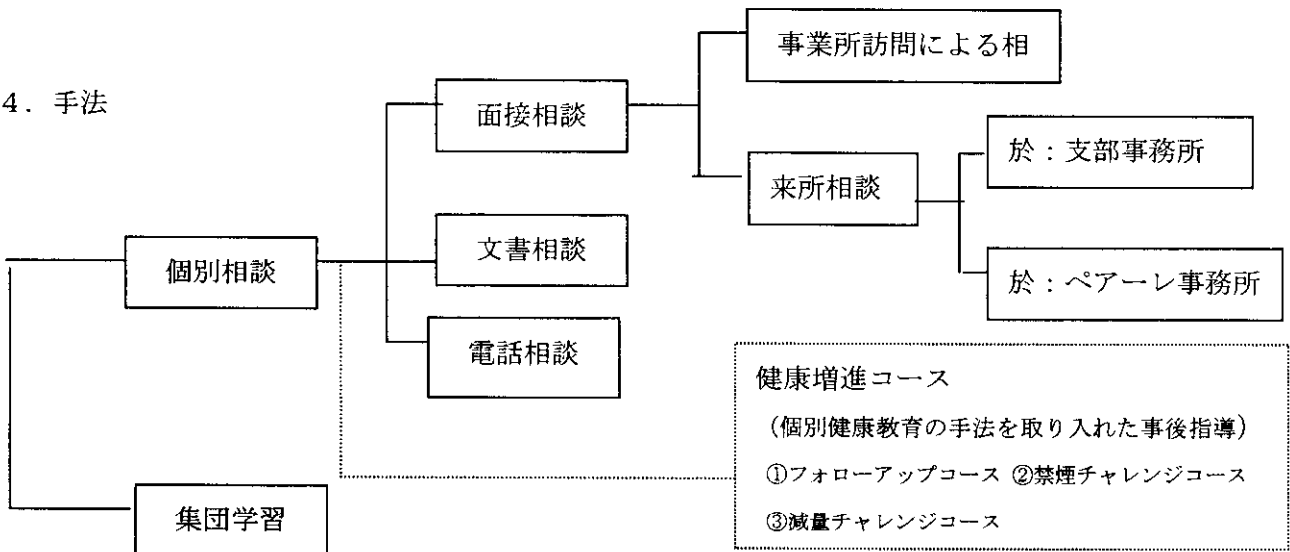 4．手法
個別相談
集団学習
面接相談
文書相談
電話相談
事業所訪問による相
来所相談
於：支部事務所
於：ペアーレ事務所
健康増進コース
（個別健康教育の手法を取り入れた事後指導）
①フォローアップコース ②禁煙チャレンジコース
③減量チャレンジコース